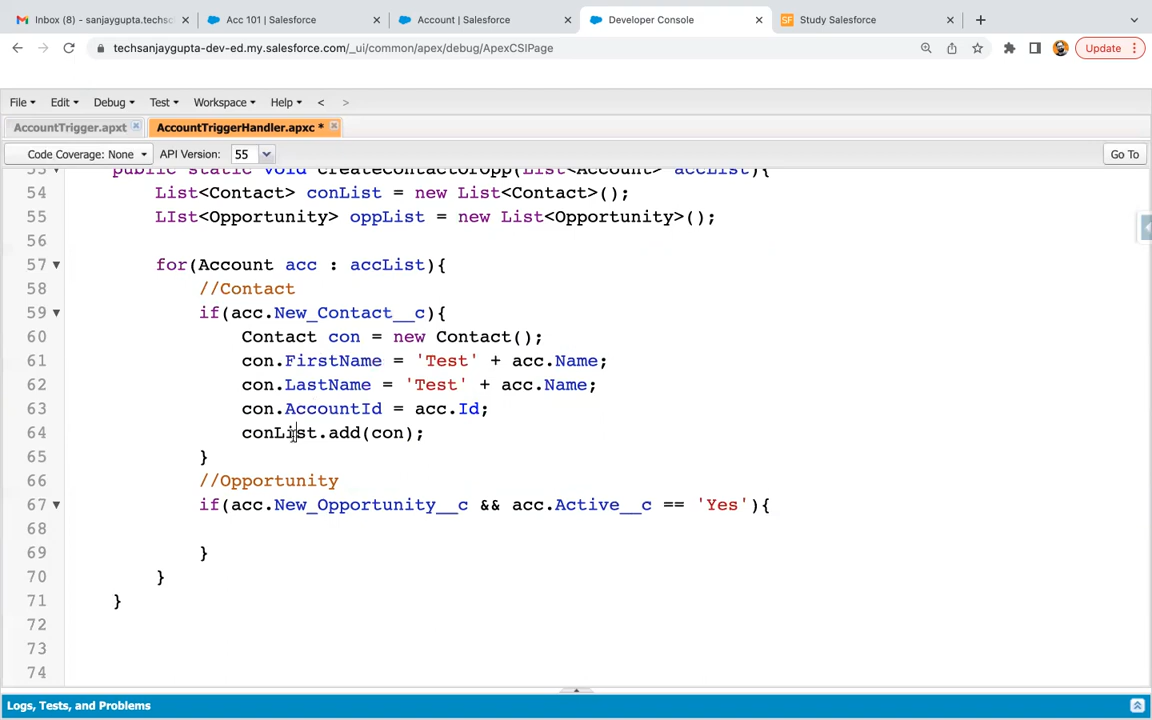 Inbox (8) - sanjaygupta.techsch
Acc 101 | Salesforce
Account | Salesforce
Developer Console
SF Study Salesforce
techsanjaygupta-dev-ed.my.salesforce.com/_ui/common/apex/debug/ApexCSIPage
Update
File Edit Debug Test Workspace Help < >
AccountTrigger.apxt
AccountTriggerHandler.apxc *
Code Coverage: None API Version: 55 Go To
53 public static void createContactOrOpp(List<Account> accList){
54 List<Contact> conList = new List<Contact>();
55 LIst<Opportunity> oppList = new List<Opportunity>();
56
57 for(Account acc : accList){
58 //Contact
59 if(acc.New_Contact__c){
60 Contact con = new Contact();
61 con.FirstName = 'Test' + acc.Name;
62 con.LastName = 'Test' + acc.Name;
63 con.AccountId = acc.Id;
64 conList.add(con);
65 }
66 //Opportunity
67 if(acc.New_Opportunity__c && acc.Active__c == 'Yes'){
68
69 }
70 }
71 }
72
73
74
Logs, Tests, and Problems